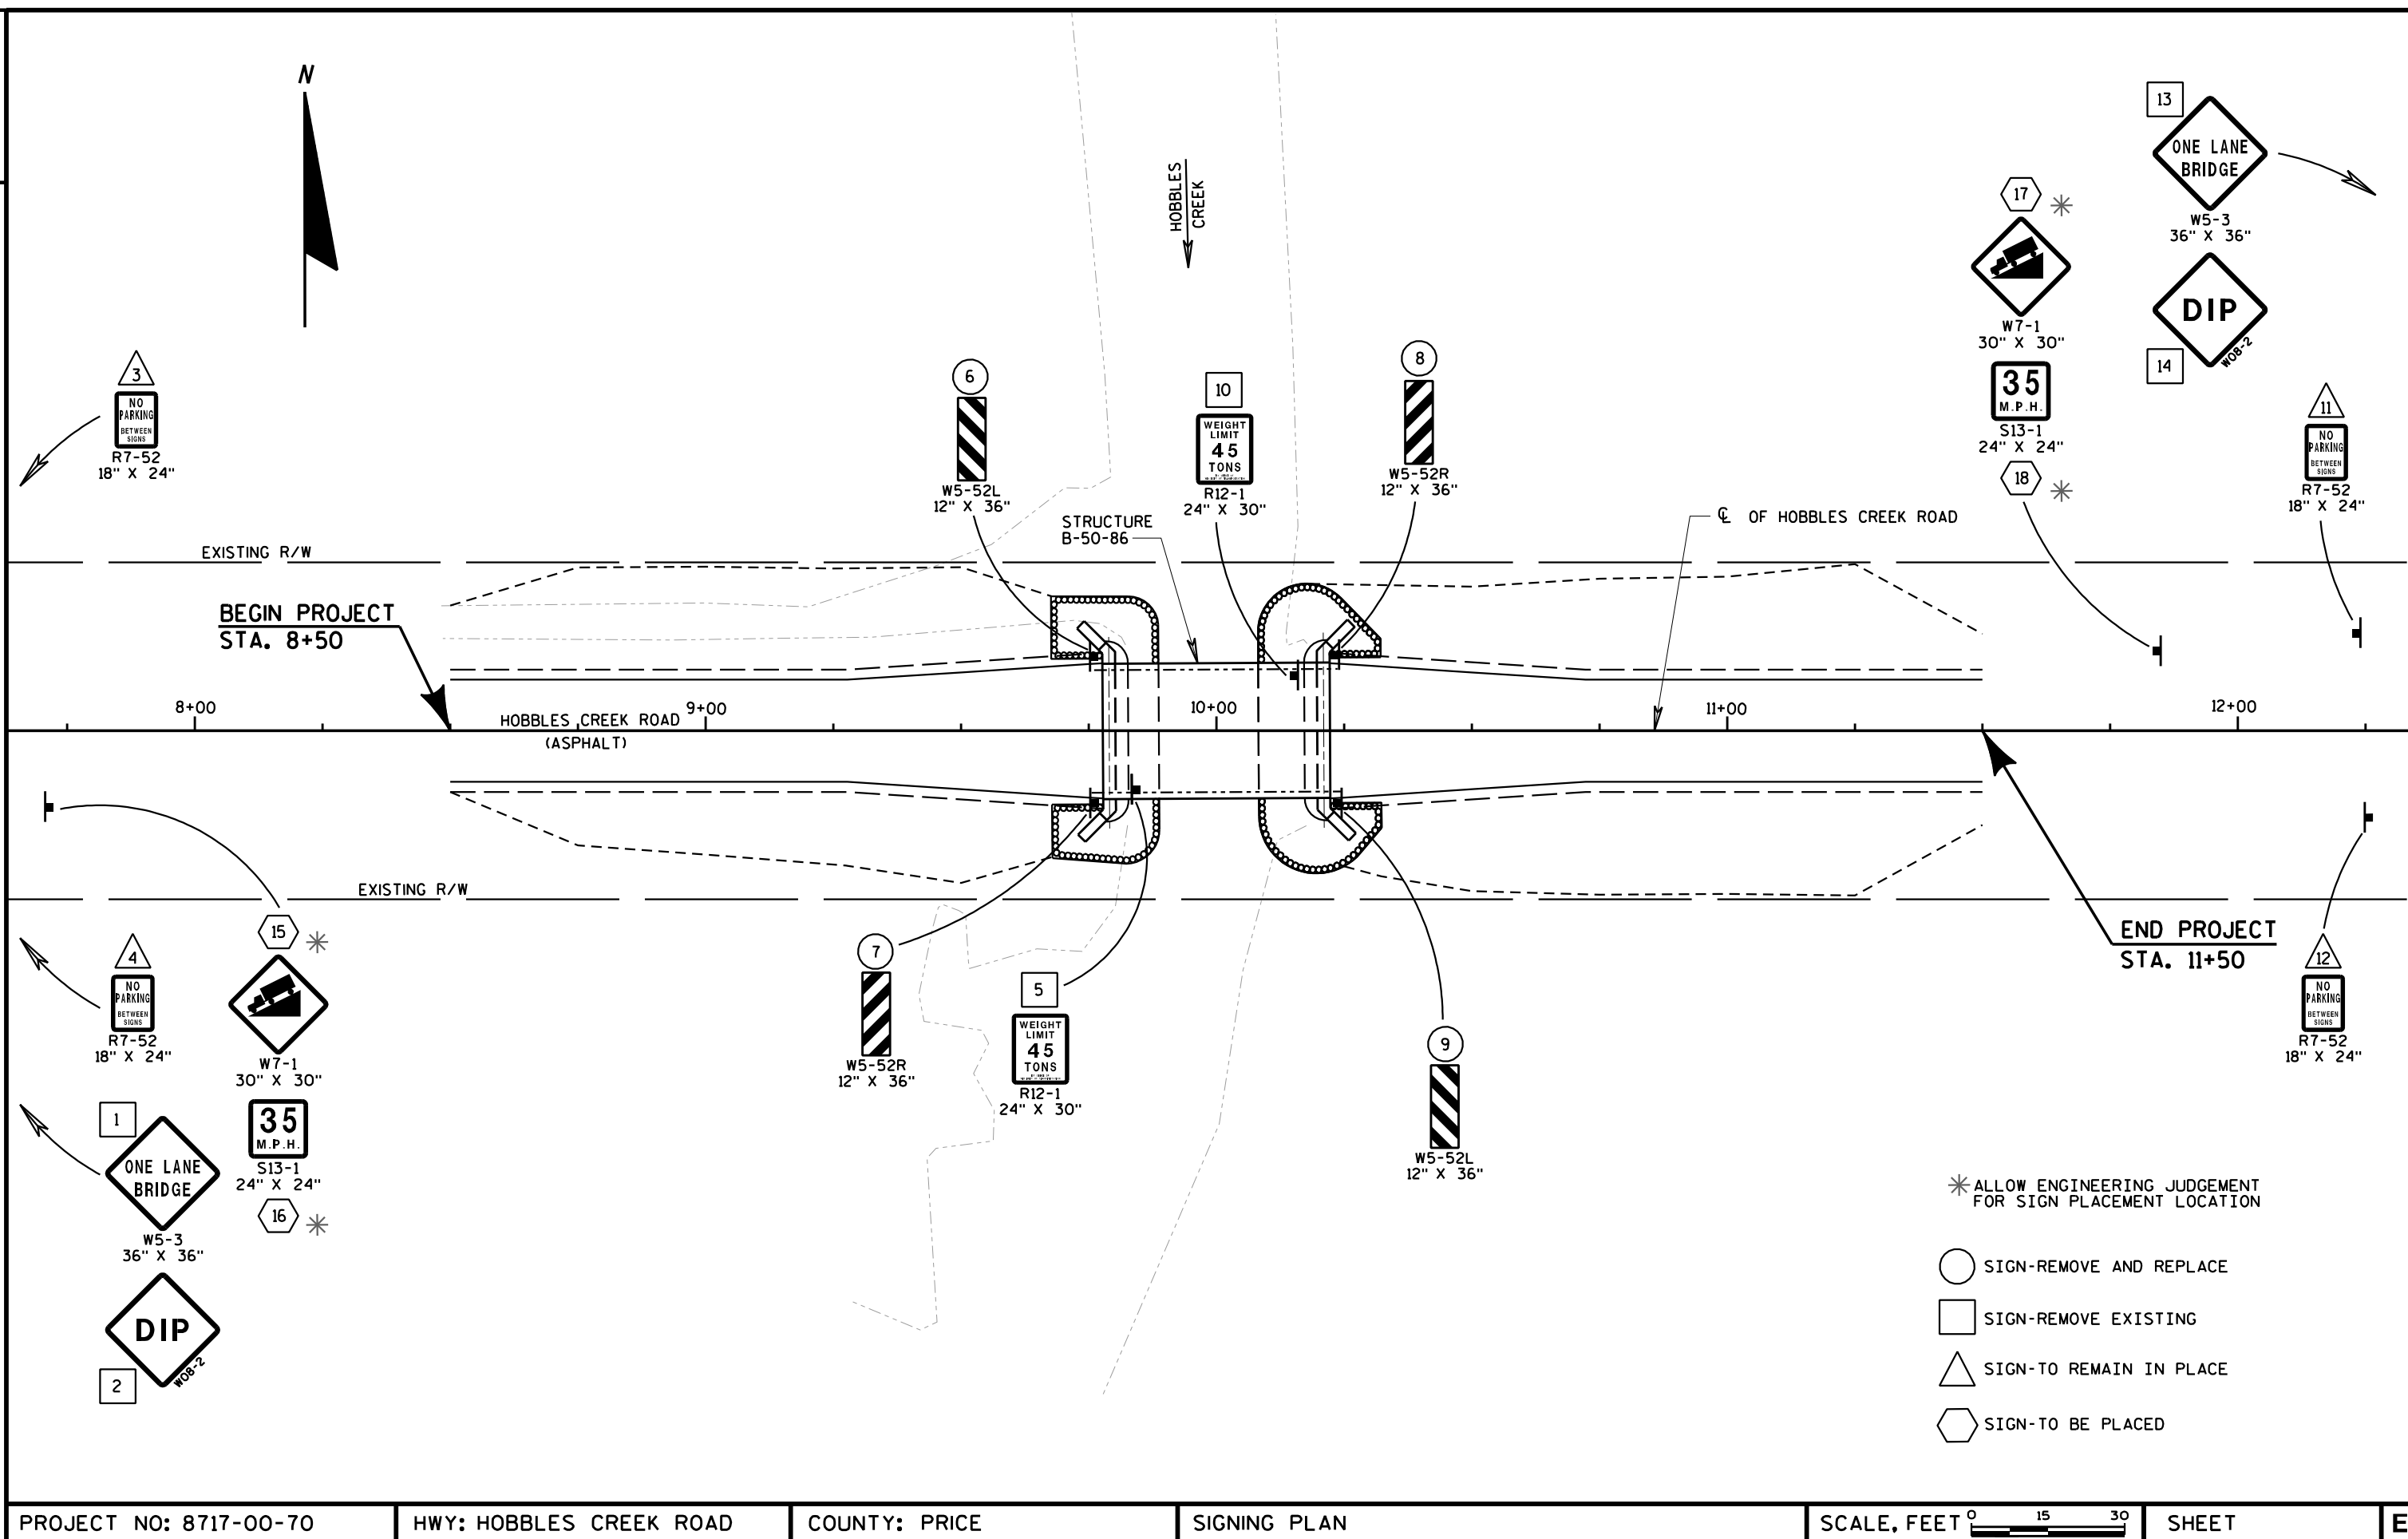 N
HOBBLES
CREEK
13
ONE LANE
BRIDGE
W5-3
36" X 36"
17
W7-1
30" X 30"
DIP
W08-2
14
35
M.P.H.
S13-1
24" X 24"
18
3
NO
PARKING
BETWEEN
SIGNS
R7-52
18" X 24"
6
W5-52L
12" X 36"
10
WEIGHT
LIMIT
45
TONS
R12-1
24" X 30"
8
W5-52R
12" X 36"
11
NO
PARKING
BETWEEN
SIGNS
R7-52
18" X 24"
STRUCTURE
B-50-86
℄ OF HOBBLES CREEK ROAD
EXISTING R/W
BEGIN PROJECT
STA. 8+50
8+00
9+00
10+00
11+00
12+00
HOBBLES CREEK ROAD
(ASPHALT)
EXISTING R/W
END PROJECT
STA. 11+50
4
NO
PARKING
BETWEEN
SIGNS
R7-52
18" X 24"
15
W7-1
30" X 30"
35
M.P.H.
S13-1
24" X 24"
16
1
ONE LANE
BRIDGE
W5-3
36" X 36"
DIP
W08-2
2
7
W5-52R
12" X 36"
5
WEIGHT
LIMIT
45
TONS
R12-1
24" X 30"
9
W5-52L
12" X 36"
12
NO
PARKING
BETWEEN
SIGNS
R7-52
18" X 24"
ALLOW ENGINEERING JUDGEMENT
FOR SIGN PLACEMENT LOCATION
SIGN-REMOVE AND REPLACE
SIGN-REMOVE EXISTING
SIGN-TO REMAIN IN PLACE
SIGN-TO BE PLACED
PROJECT NO: 8717-00-70
HWY: HOBBLES CREEK ROAD
COUNTY: PRICE
SIGNING PLAN
SCALE, FEET 0 15 30
SHEET
E